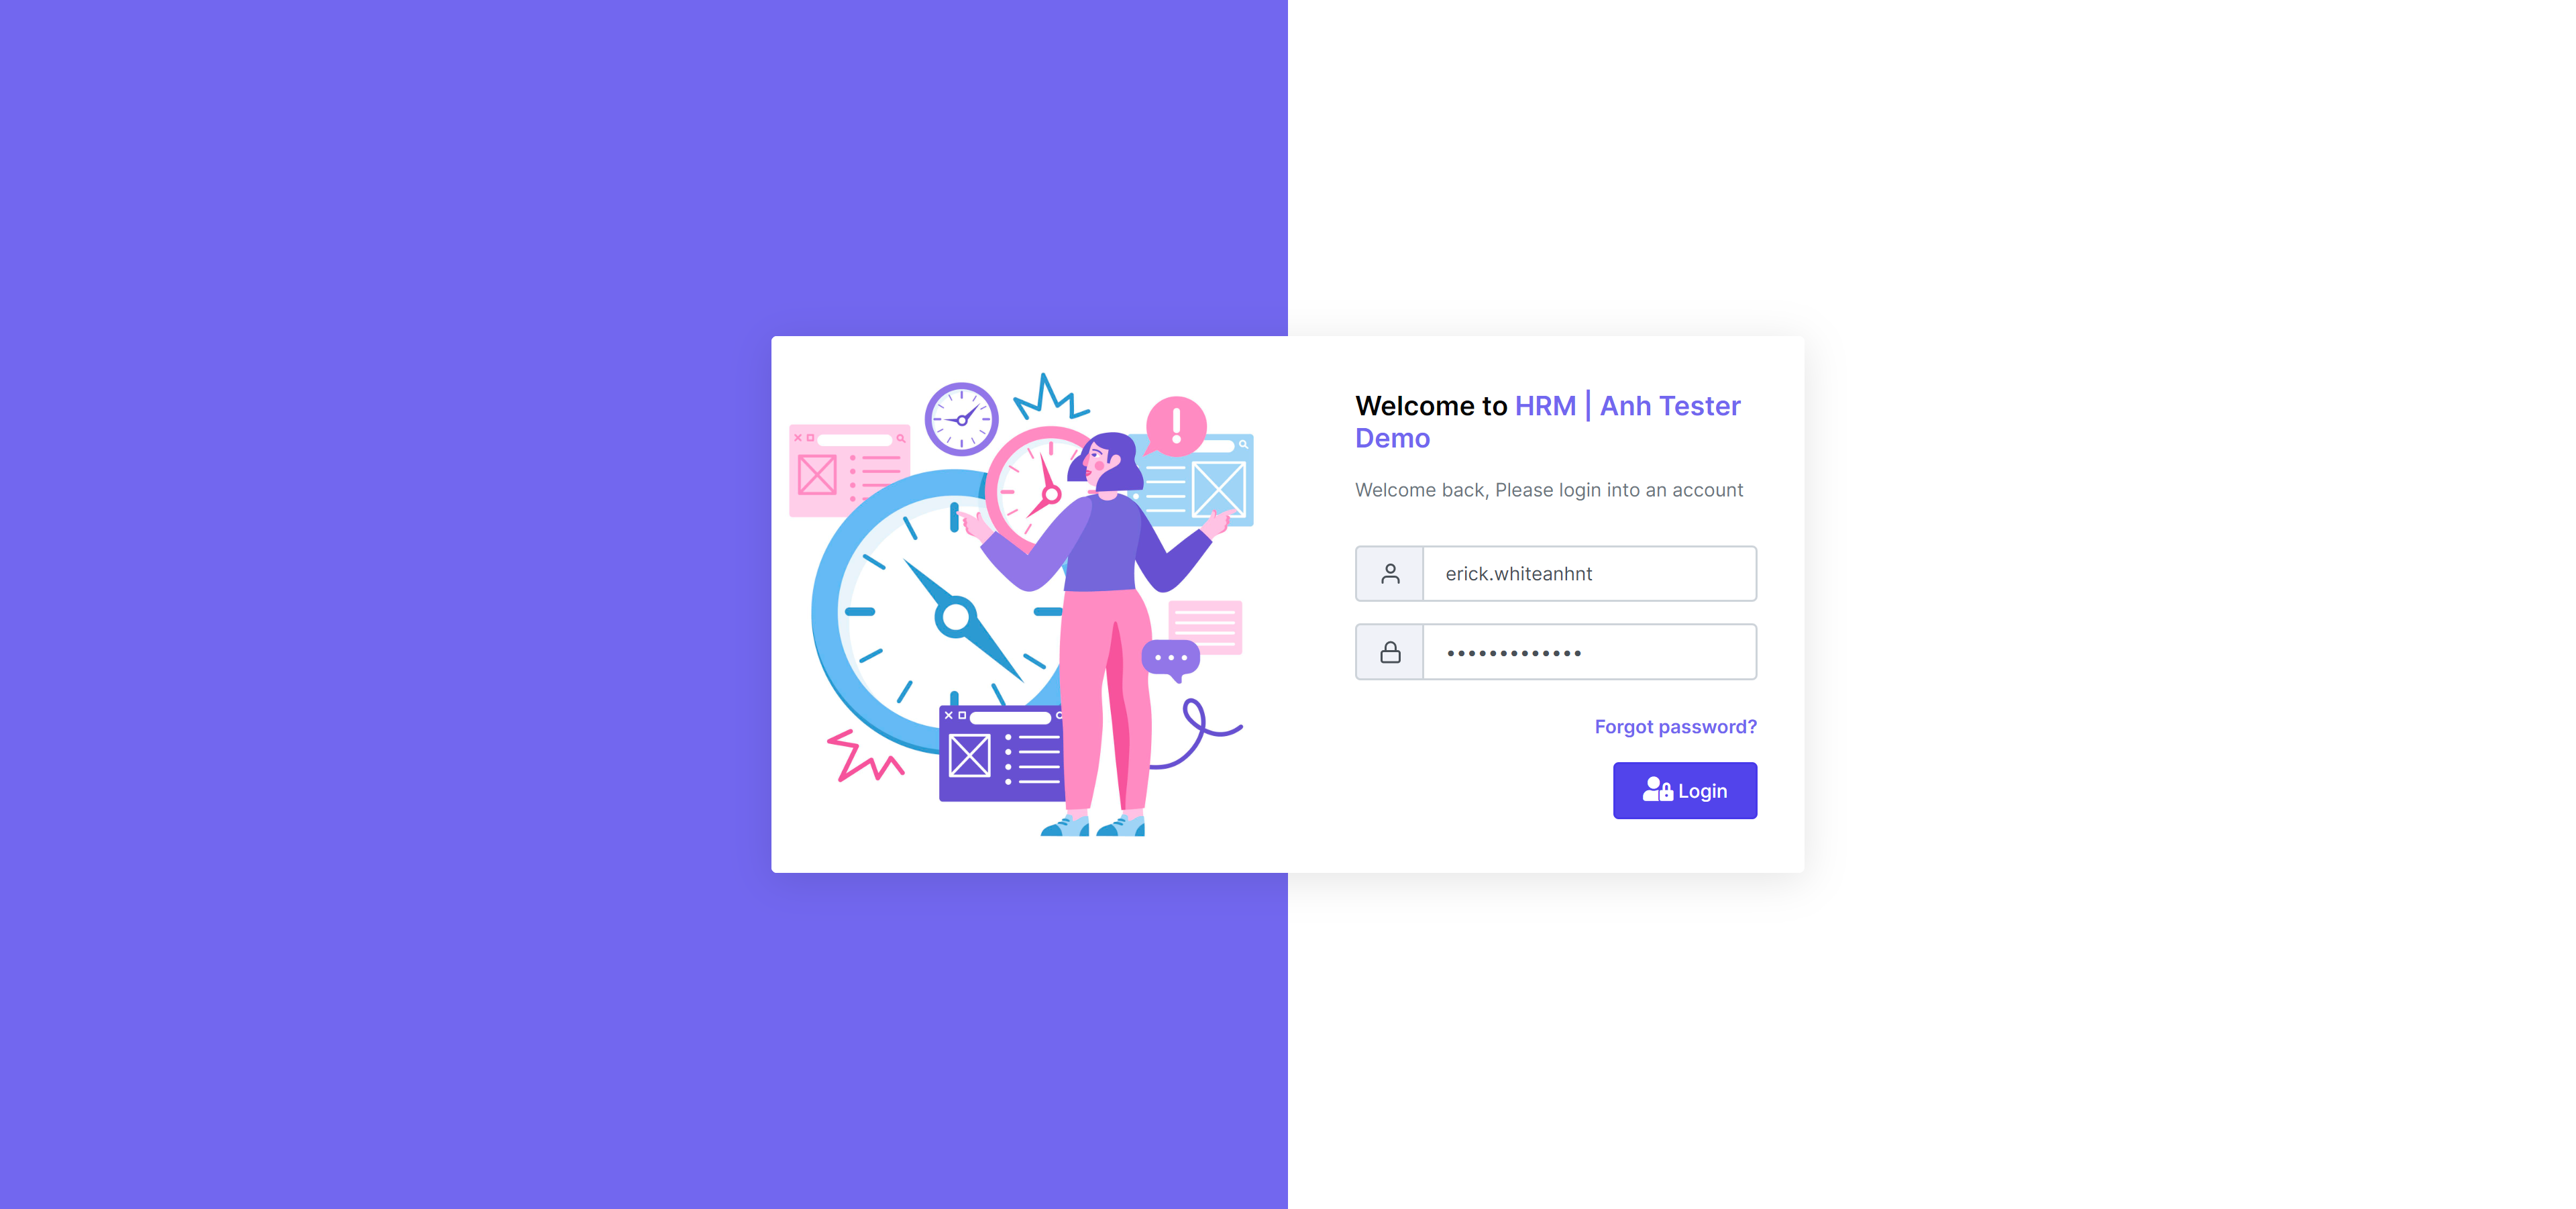 Welcome to HRM | Anh Tester
Demo
Welcome back, Please login into an account
erick.whiteanhnt
•••••••••••••
Forgot password?
Login